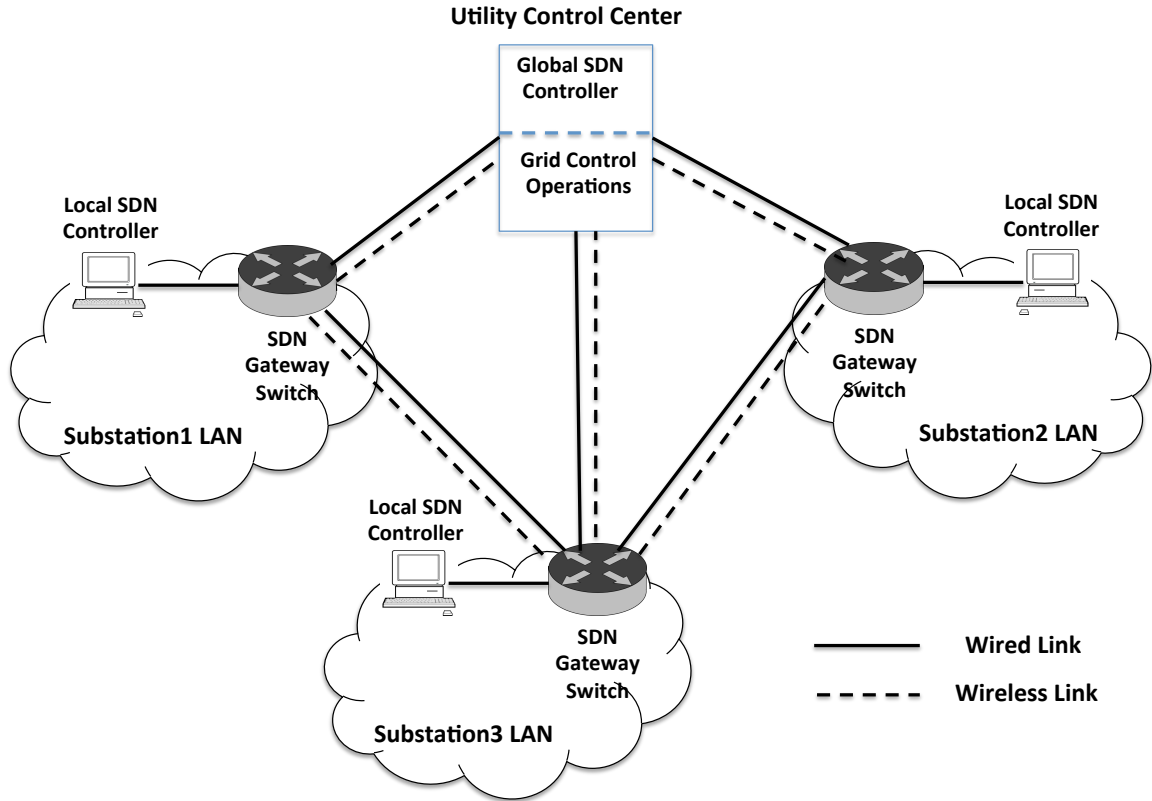 Utility Control Center
Global SDN
Controller
Grid Control
Operations
Local SDN
Controller
SDN
Gateway
Switch
Substation1 LAN
Local SDN
Controller
SDN
Gateway
Switch
Substation2 LAN
Local SDN
Controller
SDN
Gateway
Switch
Substation3 LAN
Wired Link
Wireless Link